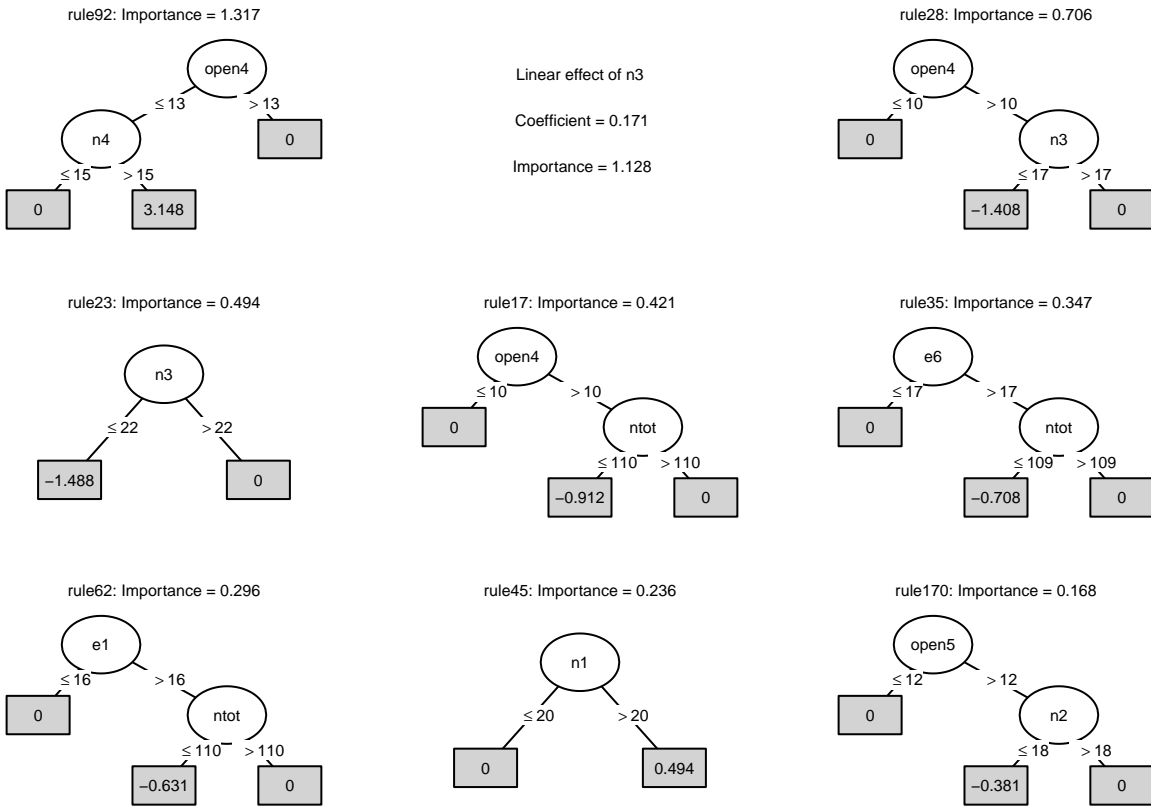 rule92: Importance = 1.317
open4
≤ 13
> 13
n4
0
≤ 15
> 15
0
3.148
Linear effect of n3
Coefficient = 0.171
Importance = 1.128
rule28: Importance = 0.706
open4
≤ 10
> 10
0
n3
≤ 17
> 17
−1.408
0
rule23: Importance = 0.494
n3
≤ 22
> 22
−1.488
0
rule17: Importance = 0.421
open4
≤ 10
> 10
0
ntot
≤ 110
> 110
−0.912
0
rule35: Importance = 0.347
e6
≤ 17
> 17
0
ntot
≤ 109
> 109
−0.708
0
rule62: Importance = 0.296
e1
≤ 16
> 16
0
ntot
≤ 110
> 110
−0.631
0
rule45: Importance = 0.236
n1
≤ 20
> 20
0
0.494
rule170: Importance = 0.168
open5
≤ 12
> 12
0
n2
≤ 18
> 18
−0.381
0